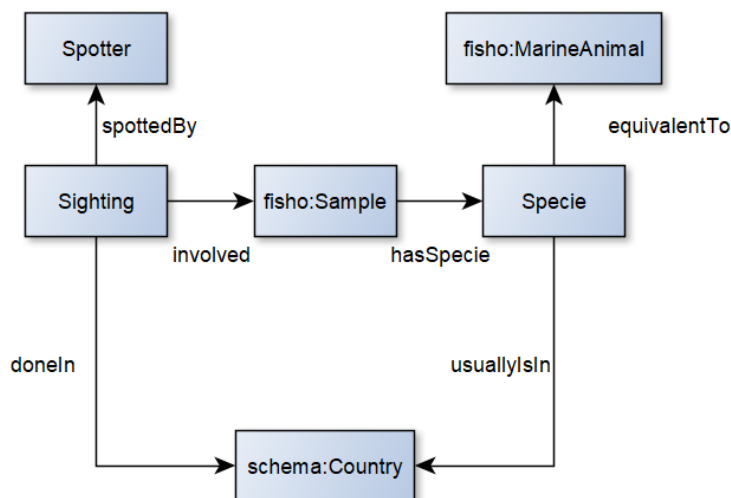 Spotter
fisho:MarineAnimal
spottedBy
equivalentTo
Sighting
fisho:Sample
Specie
involved
hasSpecie
doneIn
usuallyIsIn
schema:Country